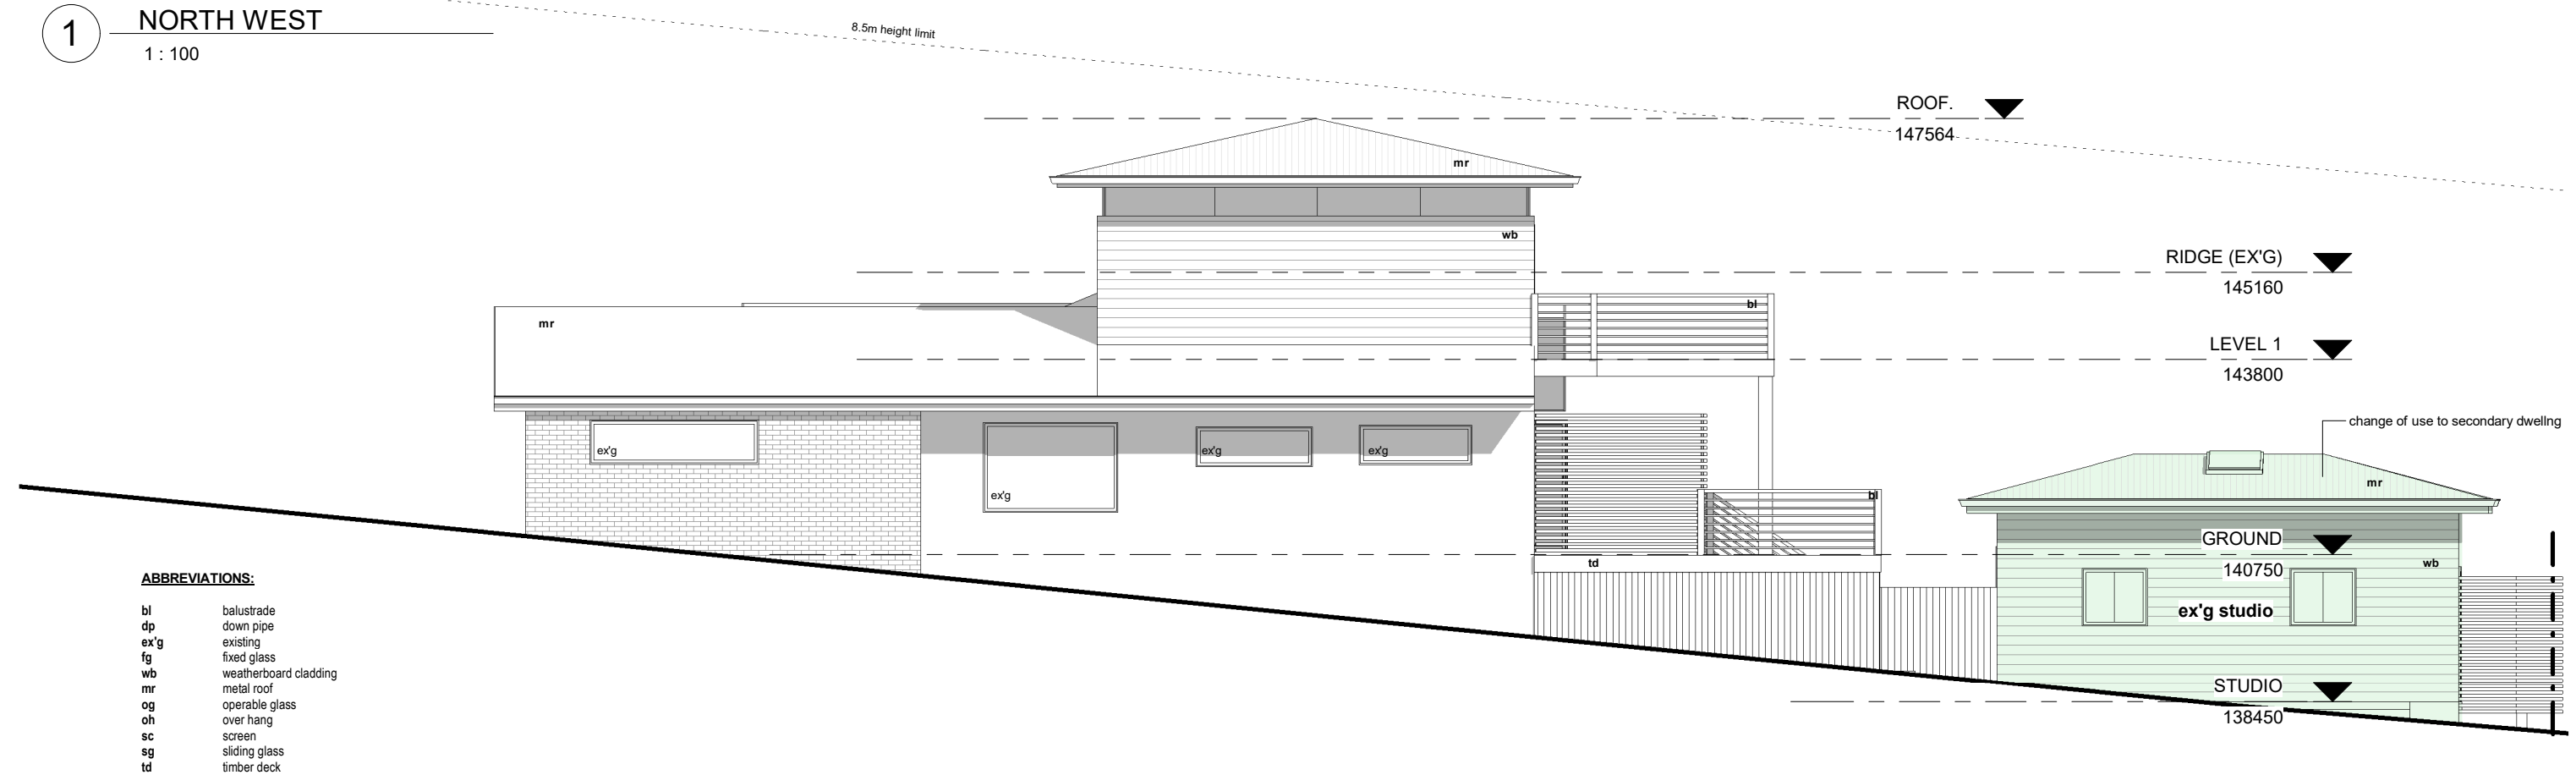 1
NORTH WEST
1 : 100
8.5m height limit
ROOF.
147564
mr
wb
RIDGE (EX'G)
145160
bl
mr
LEVEL 1
143800
change of use to secondary dwellng
ex'g
ex'g
ex'g
ex'g
mr
bl
GROUND
140750
td
wb
ex'g studio
STUDIO
138450
ABBREVIATIONS:
bl balustrade
dp down pipe
ex'g existing
fg fixed glass
wb weatherboard cladding
mr metal roof
og operable glass
oh over hang
sc screen
sg sliding glass
td timber deck